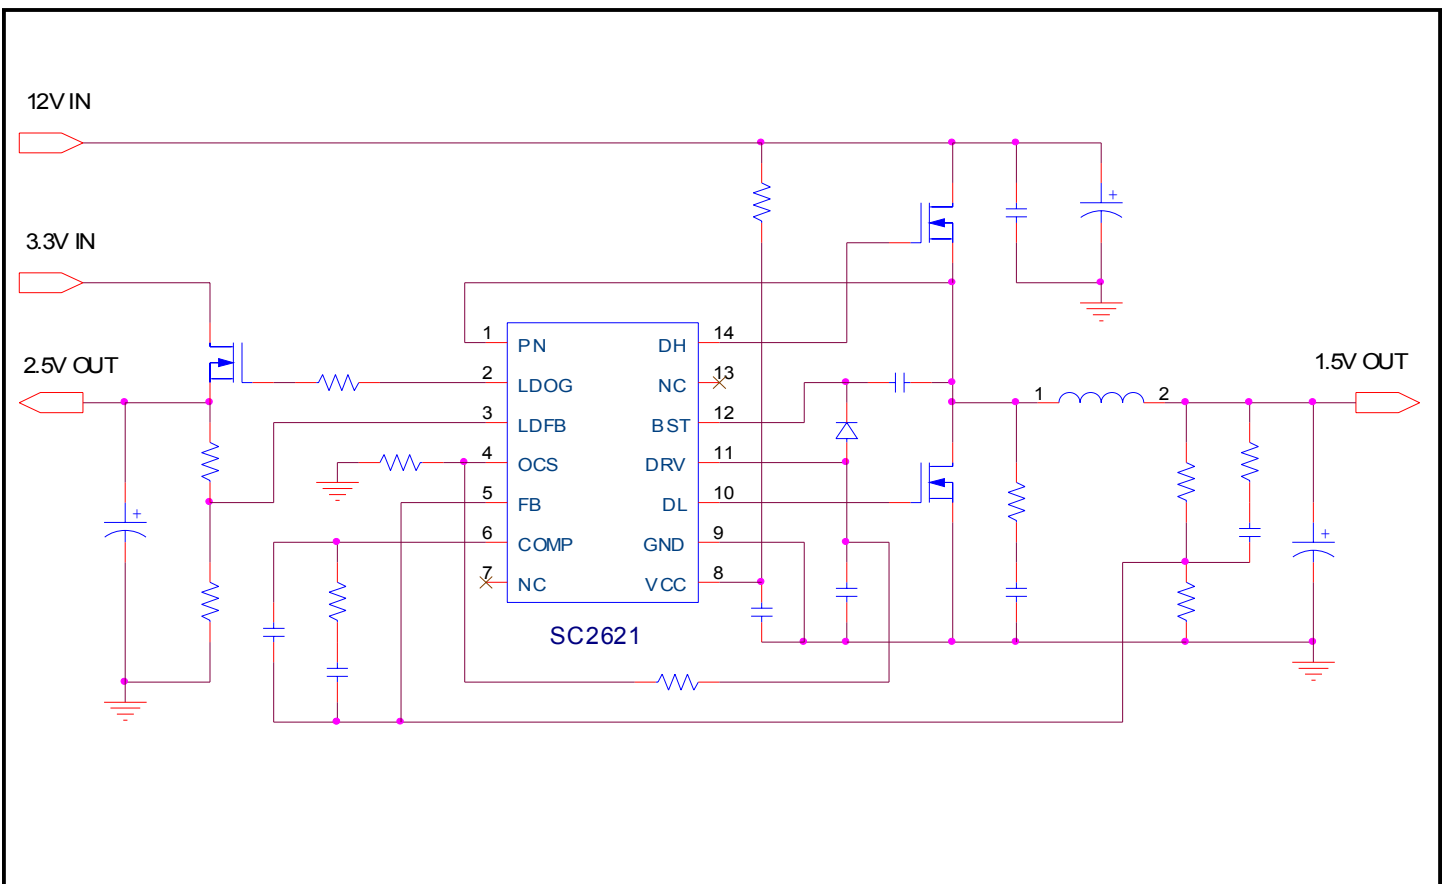 12V IN
3.3V IN
2.5V OUT
1.5V OUT
1 PN
2 LDOG
3 LDFB
4 OCS
5 FB
6 COMP
7 NC
DH 14
NC 13
BST 12
DRV 11
DL 10
GND 9
VCC 8
SC2621
1 2
+
+
+